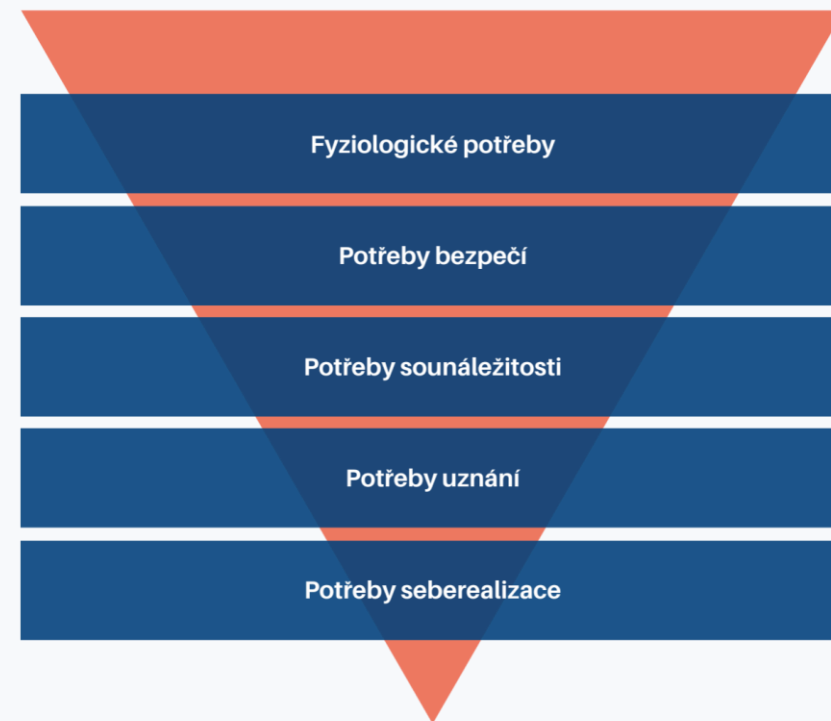 Fyziologické potřeby
Potřeby bezpečí
Potřeby sounáležitosti
Potřeby uznání
Potřeby seberealizace